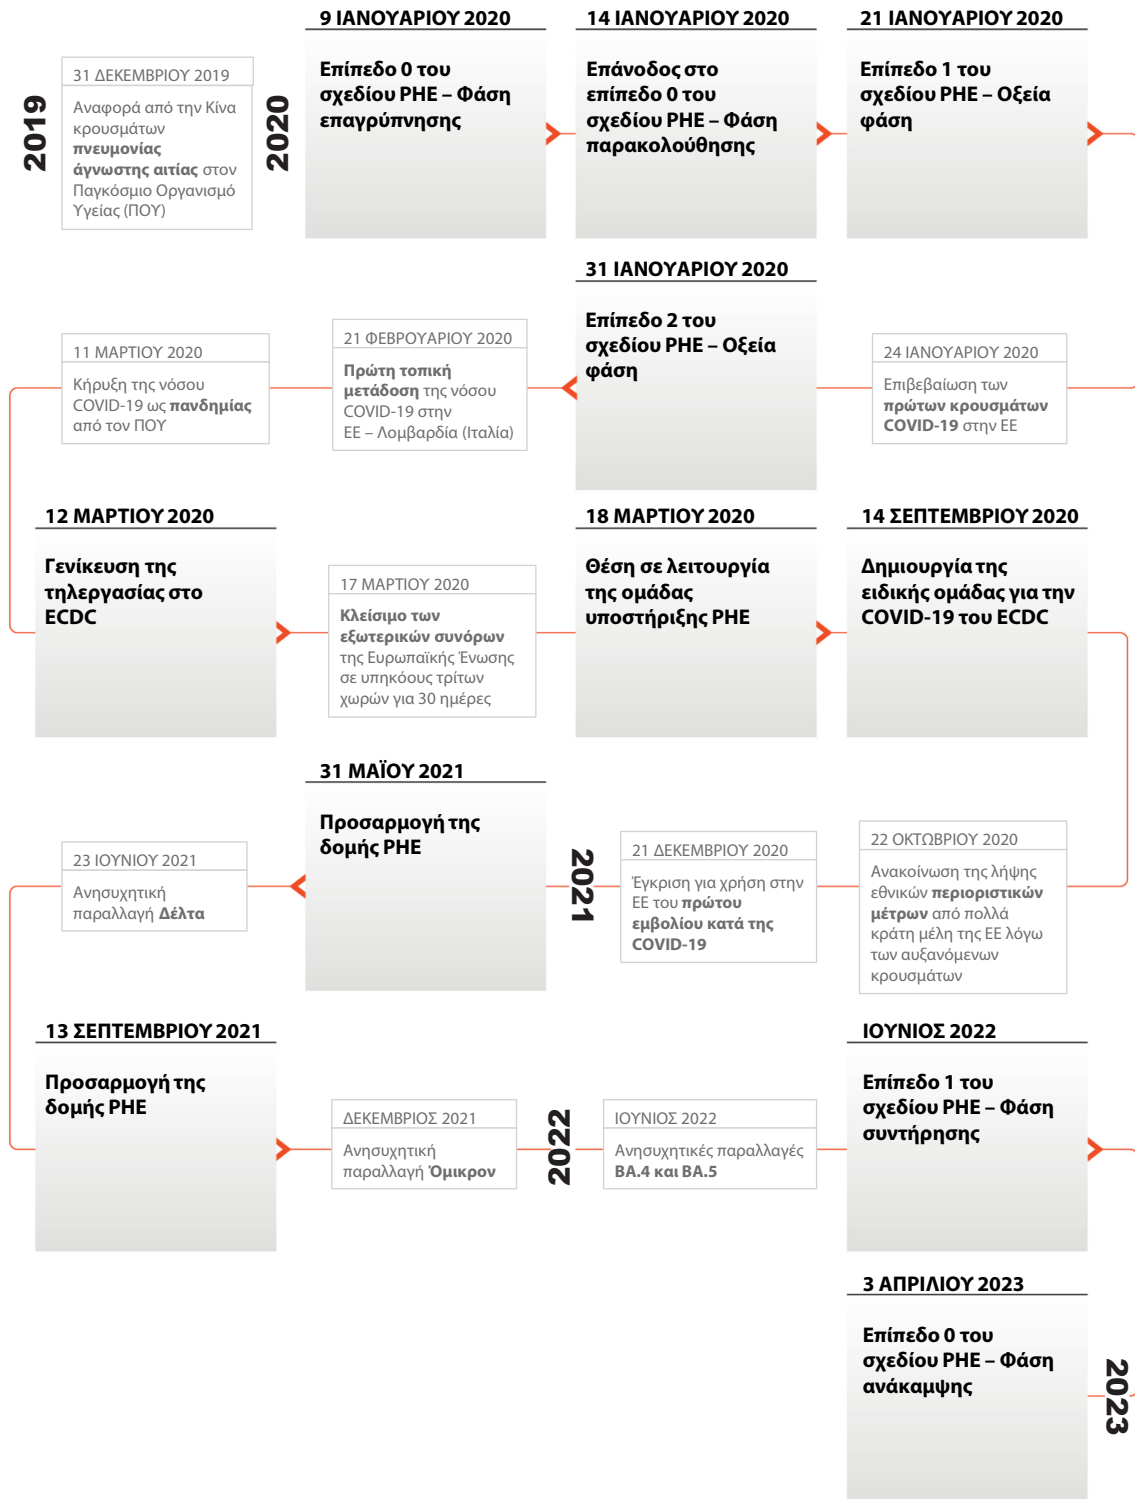 2019
31 ΔΕΚΕΜΒΡΙΟΥ 2019
Αναφορά από την Κίνα
κρουσμάτων
πνευμονίας
άγνωστης αιτίας στον
Παγκόσμιο Οργανισμό
Υγείας (ΠΟΥ)
2020
9 ΙΑΝΟΥΑΡΙΟΥ 2020
Επίπεδο 0 του
σχεδίου PHE – Φάση
επαγρύπνησης
14 ΙΑΝΟΥΑΡΙΟΥ 2020
Επάνοδος στο
επίπεδο 0 του
σχεδίου PHE – Φάση
παρακολούθησης
21 ΙΑΝΟΥΑΡΙΟΥ 2020
Επίπεδο 1 του
σχεδίου PHE – Οξεία
φάση
24 ΙΑΝΟΥΑΡΙΟΥ 2020
Επιβεβαίωση των
πρώτων κρουσμάτων
COVID-19 στην ΕΕ
31 ΙΑΝΟΥΑΡΙΟΥ 2020
Επίπεδο 2 του
σχεδίου PHE – Οξεία
φάση
21 ΦΕΒΡΟΥΑΡΙΟΥ 2020
Πρώτη τοπική
μετάδοση της νόσου
COVID-19 στην
ΕΕ – Λομβαρδία (Ιταλία)
11 ΜΑΡΤΙΟΥ 2020
Κήρυξη της νόσου
COVID-19 ως πανδημίας
από τον ΠΟΥ
12 ΜΑΡΤΙΟΥ 2020
Γενίκευση της
τηλεργασίας στο
ECDC
17 ΜΑΡΤΙΟΥ 2020
Κλείσιμο των
εξωτερικών συνόρων
της Ευρωπαϊκής Ένωσης
σε υπηκόους τρίτων
χωρών για 30 ημέρες
18 ΜΑΡΤΙΟΥ 2020
Θέση σε λειτουργία
της ομάδας
υποστήριξης PHE
14 ΣΕΠΤΕΜΒΡΙΟΥ 2020
Δημιουργία της
ειδικής ομάδας για την
COVID-19 του ECDC
22 ΟΚΤΩΒΡΙΟΥ 2020
Ανακοίνωση της λήψης
εθνικών περιοριστικών
μέτρων από πολλά
κράτη μέλη της ΕΕ λόγω
των αυξανόμενων
κρουσμάτων
21 ΔΕΚΕΜΒΡΙΟΥ 2020
Έγκριση για χρήση στην
ΕΕ του πρώτου
εμβολίου κατά της
COVID-19
2021
31 ΜΑΪΟΥ 2021
Προσαρμογή της
δομής PHE
23 ΙΟΥΝΙΟΥ 2021
Ανησυχητική
παραλλαγή Δέλτα
13 ΣΕΠΤΕΜΒΡΙΟΥ 2021
Προσαρμογή της
δομής PHE
ΔΕΚΕΜΒΡΙΟΣ 2021
Ανησυχητική
παραλλαγή Όμικρον
2022
ΙΟΥΝΙΟΣ 2022
Ανησυχητικές παραλλαγές
BA.4 και BA.5
ΙΟΥΝΙΟΣ 2022
Επίπεδο 1 του
σχεδίου PHE – Φάση
συντήρησης
3 ΑΠΡΙΛΙΟΥ 2023
Επίπεδο 0 του
σχεδίου PHE – Φάση
ανάκαμψης
2023